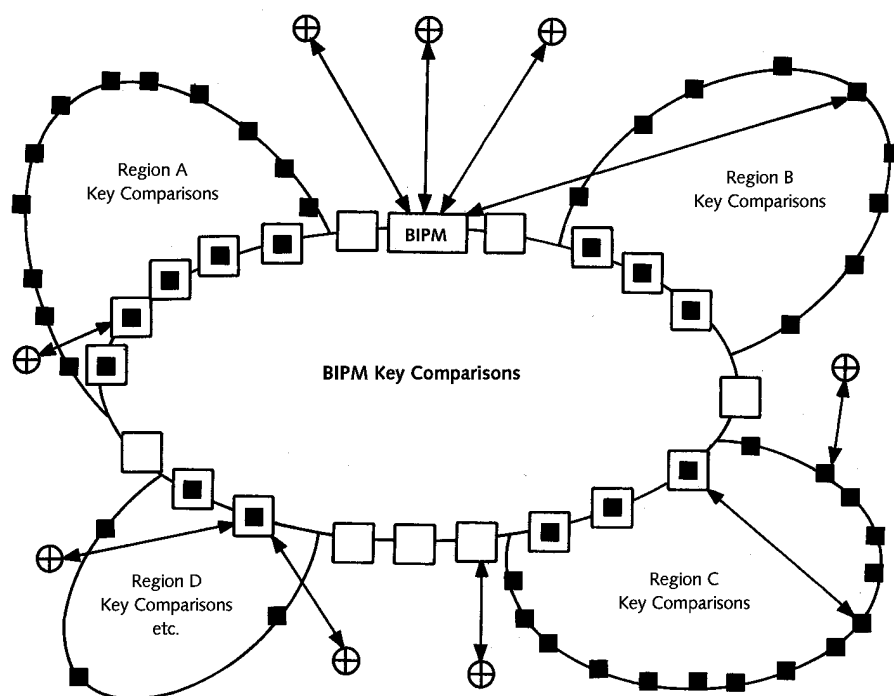 Region A
Key Comparisons
Region B
Key Comparisons
BIPM
BIPM Key Comparisons
Region D
Key Comparisons
etc.
Region C
Key Comparisons